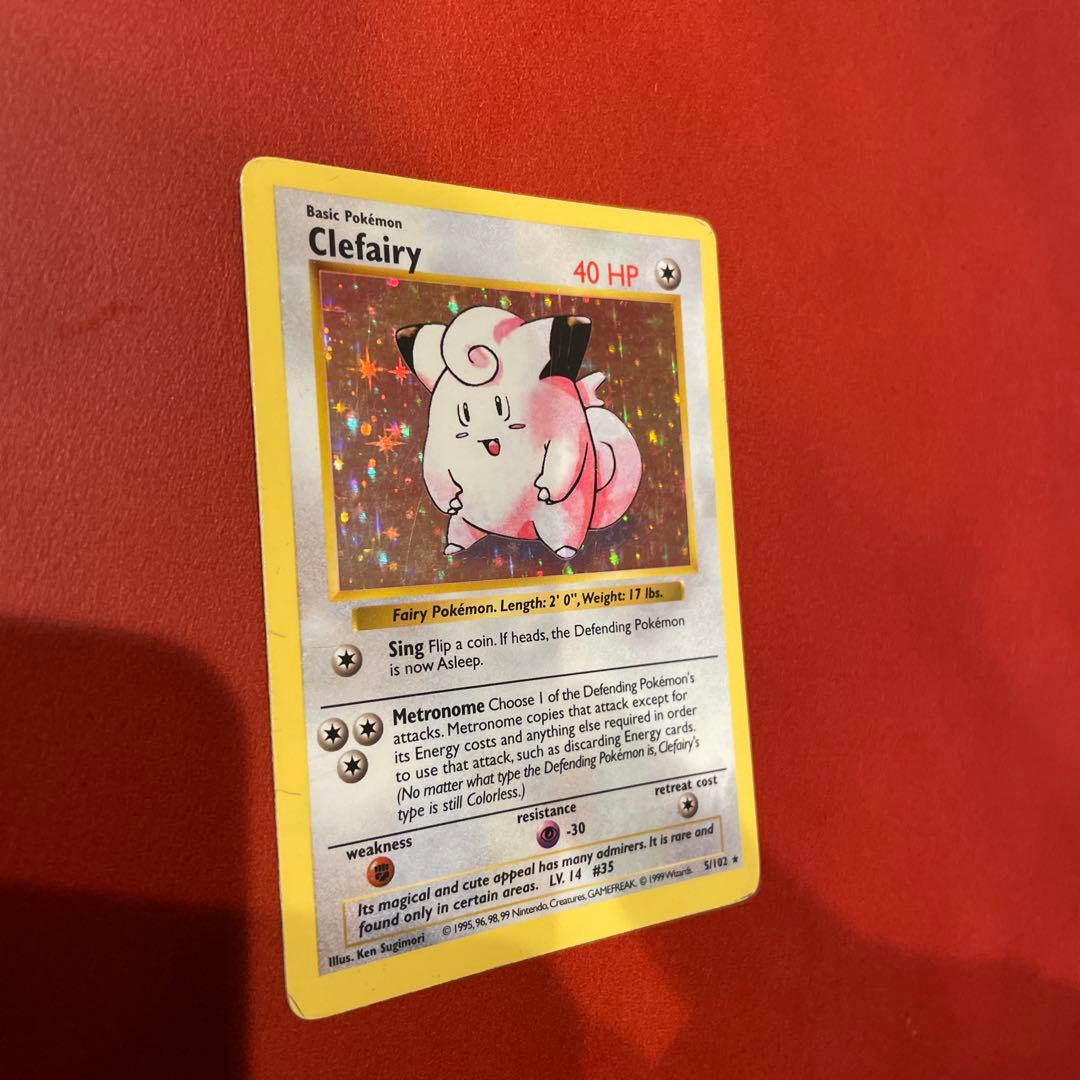 Basic Pokémon
Clefairy
40 HP
Fairy Pokémon. Length: 2' 0", Weight: 17 lbs.
Sing Flip a coin. If heads, the Defending Pokémon
is now Asleep.
Metronome Choose 1 of the Defending Pokémon's
attacks. Metronome copies that attack except for
its Energy costs and anything else required in order
to use that attack, such as discarding Energy cards.
(No matter what type the Defending Pokémon is, Clefairy's
type is still Colorless.)
weakness
resistance
retreat cost
-30
Its magical and cute appeal has many admirers. It is rare and
found only in certain areas. LV. 14 #35
Illus. Ken Sugimori
© 1995, 96, 98, 99 Nintendo, Creatures, GAMEFREAK. © 1999 Wizards.
5/102 ★